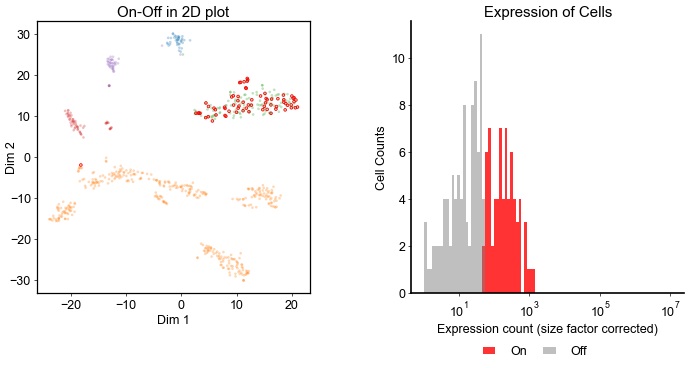 On-Off in 2D plot
Dim 2
30
20
10
0
−10
−20
−30
−20 −10 0 10 20
Dim 1
Expression of Cells
Cell Counts
10
8
6
4
2
0
10^1 10^3 10^5 10^7
Expression count (size factor corrected)
On Off